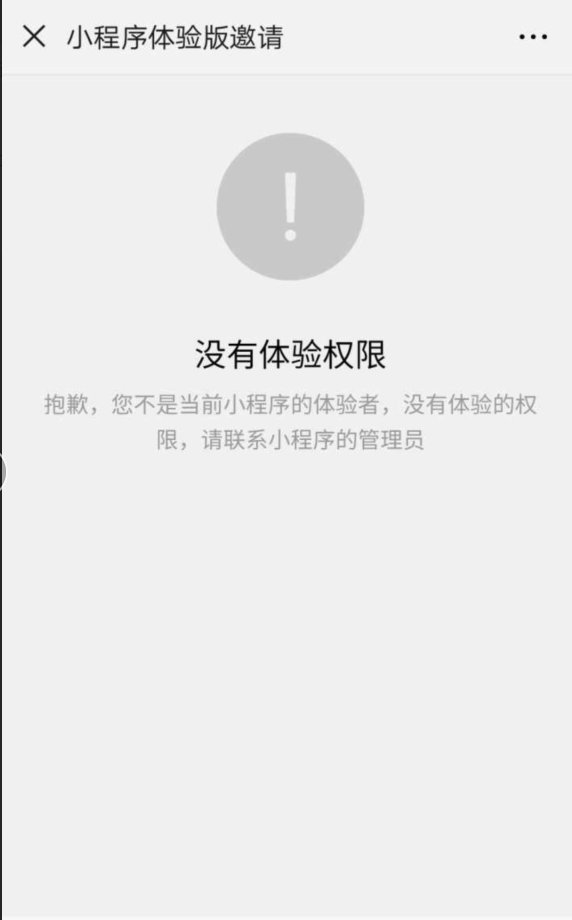 小程序体验版邀请
没有体验权限
抱歉，您不是当前小程序的体验者，没有体验的权
限，请联系小程序的管理员